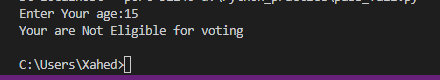 Enter Your age:15
Your are Not Eligible for voting
C:\Users\Xahed>